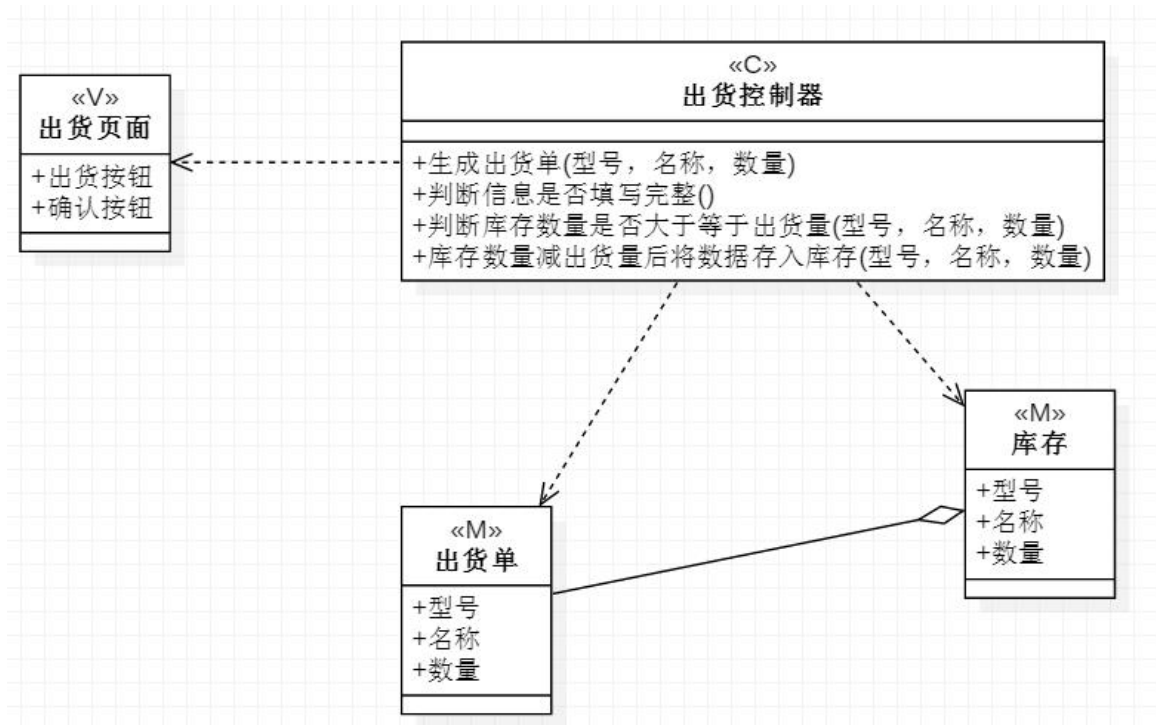 «V»
出货页面
+出货按钮
+确认按钮
«C»
出货控制器
+生成出货单(型号，名称，数量)
+判断信息是否填写完整()
+判断库存数量是否大于等于出货量(型号，名称，数量)
+库存数量减出货量后将数据存入库存(型号，名称，数量)
«M»
库存
+型号
+名称
+数量
«M»
出货单
+型号
+名称
+数量